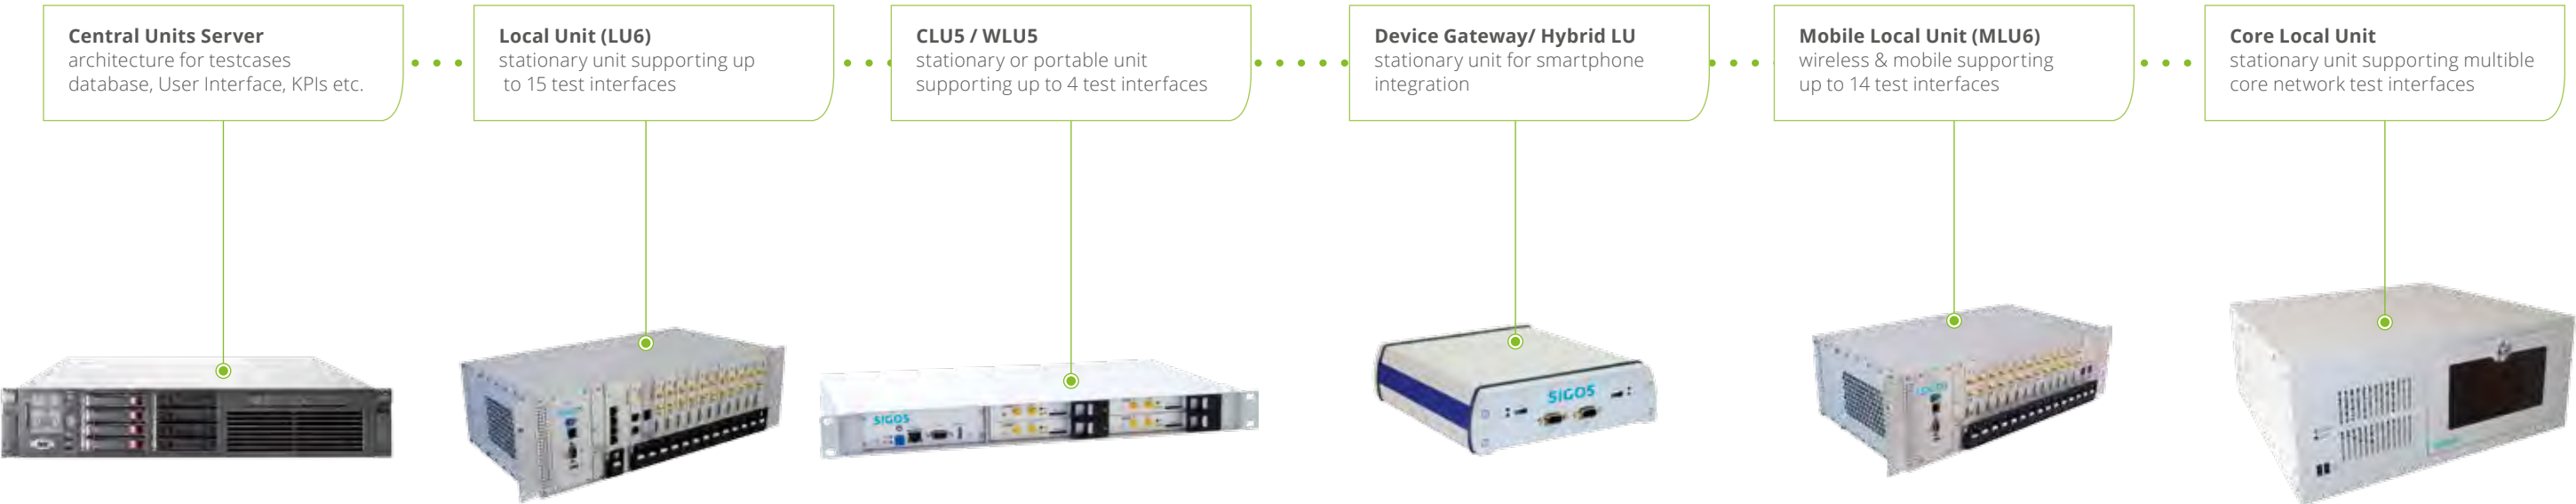 Central Units Server
architecture for testcases
database, User Interface, KPIs etc.
Local Unit (LU6)
stationary unit supporting up
to 15 test interfaces
CLU5 / WLU5
stationary or portable unit
supporting up to 4 test interfaces
Device Gateway/ Hybrid LU
stationary unit for smartphone
integration
Mobile Local Unit (MLU6)
wireless & mobile supporting
up to 14 test interfaces
Core Local Unit
stationary unit supporting multible
core network test interfaces
SIGOS
SIGOS